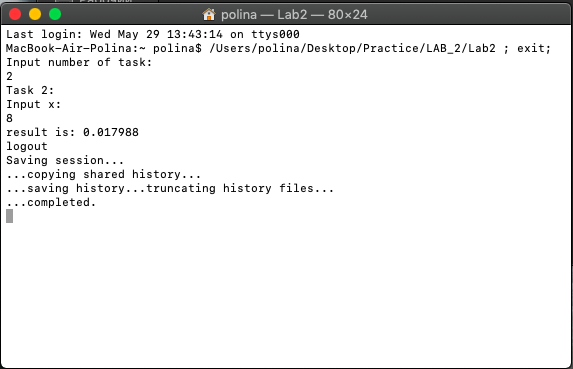 polina — Lab2 — 80×24
Last login: Wed May 29 13:43:14 on ttys000
MacBook-Air-Polina:~ polina$ /Users/polina/Desktop/Practice/LAB_2/Lab2 ; exit;
Input number of task:
2
Task 2:
Input x:
8
result is: 0.017988
logout
Saving session...
...copying shared history...
...saving history...truncating history files...
...completed.